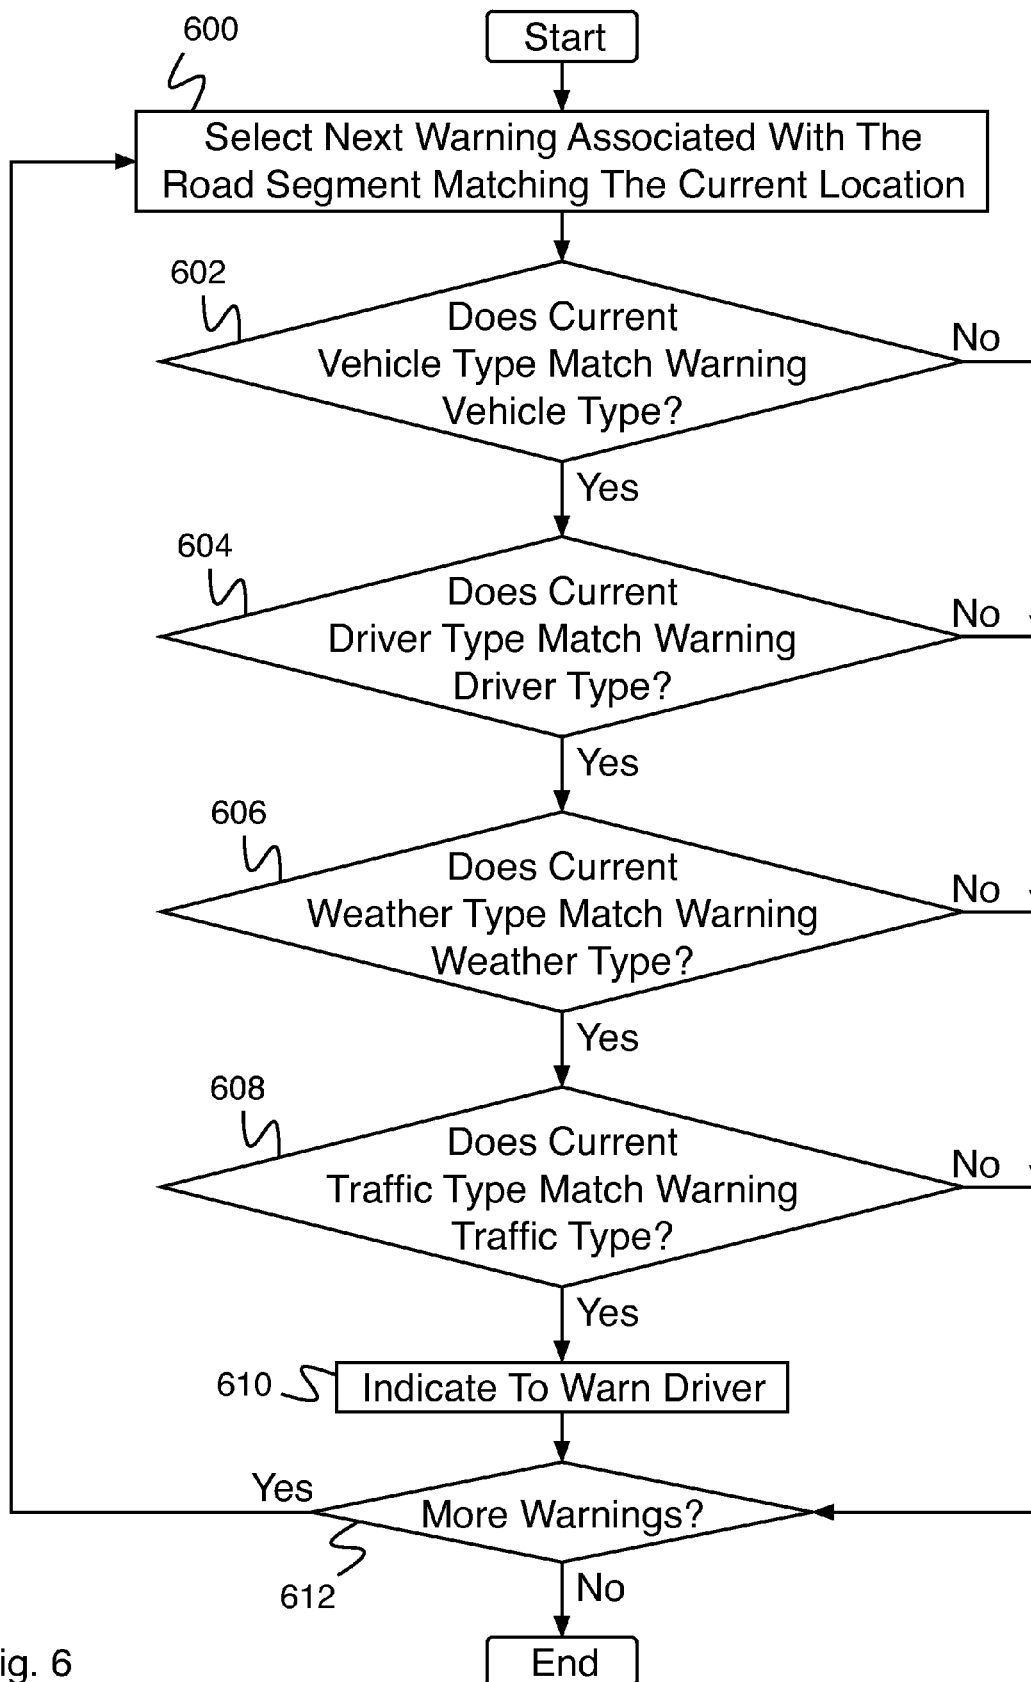 600
Start
Select Next Warning Associated With The
Road Segment Matching The Current Location
602
Does Current
Vehicle Type Match Warning
Vehicle Type?
No
Yes
604
Does Current
Driver Type Match Warning
Driver Type?
No
Yes
606
Does Current
Weather Type Match Warning
Weather Type?
No
Yes
608
Does Current
Traffic Type Match Warning
Traffic Type?
No
Yes
610
Indicate To Warn Driver
Yes
More Warnings?
612
No
ig. 6
End